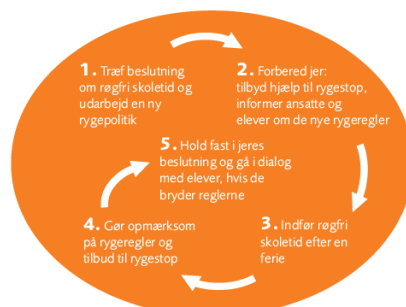 1. Træf beslutning
om røgfri skoletid og
udarbejd en ny
rygepolitik
2. Forbered jer:
tilbyd hjælp til rygestop,
informer ansatte og
elever om de nye rygeregler
3. Indfør røgfri
skoletid efter en
ferie
4. Gør opmærksom
på rygeregler og
tilbud til rygestop
5. Hold fast i jeres
beslutning og gå i dialog
med elever, hvis de
bryder reglerne